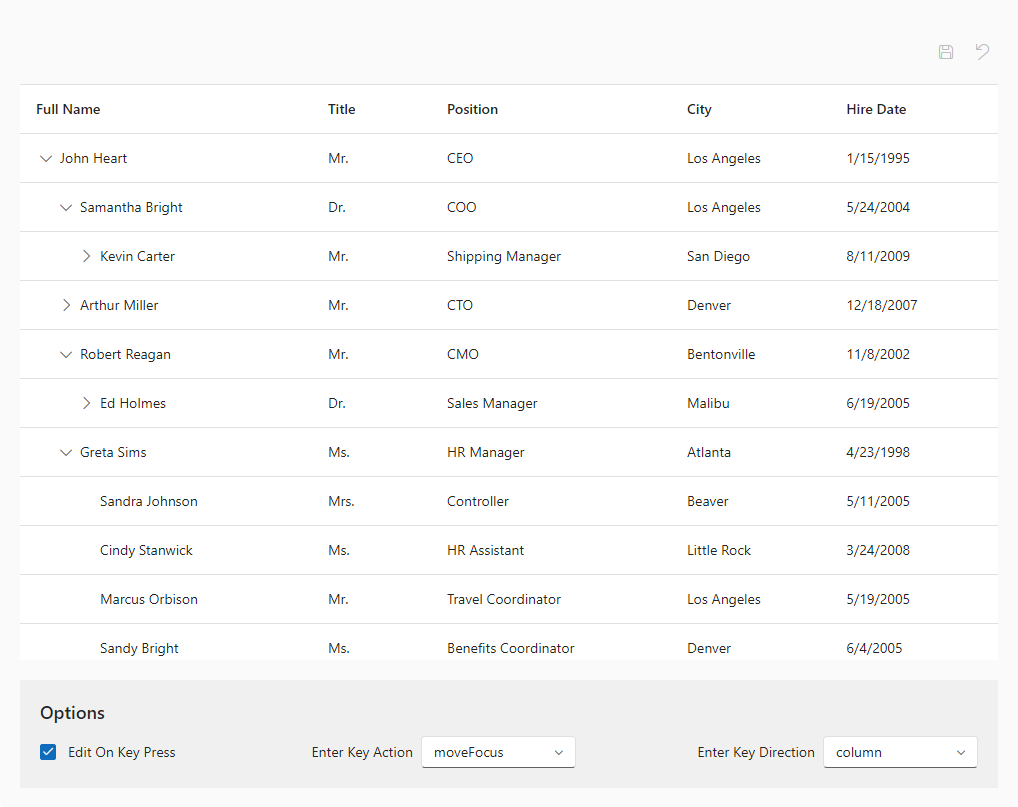 Full Name Title Position City Hire Date
John Heart Mr. CEO Los Angeles 1/15/1995
Samantha Bright Dr. COO Los Angeles 5/24/2004
Kevin Carter Mr. Shipping Manager San Diego 8/11/2009
Arthur Miller Mr. CTO Denver 12/18/2007
Robert Reagan Mr. CMO Bentonville 11/8/2002
Ed Holmes Dr. Sales Manager Malibu 6/19/2005
Greta Sims Ms. HR Manager Atlanta 4/23/1998
Sandra Johnson Mrs. Controller Beaver 5/11/2005
Cindy Stanwick Ms. HR Assistant Little Rock 3/24/2008
Marcus Orbison Mr. Travel Coordinator Los Angeles 5/19/2005
Sandy Bright Ms. Benefits Coordinator Denver 6/4/2005
Options
Edit On Key Press Enter Key Action moveFocus Enter Key Direction column